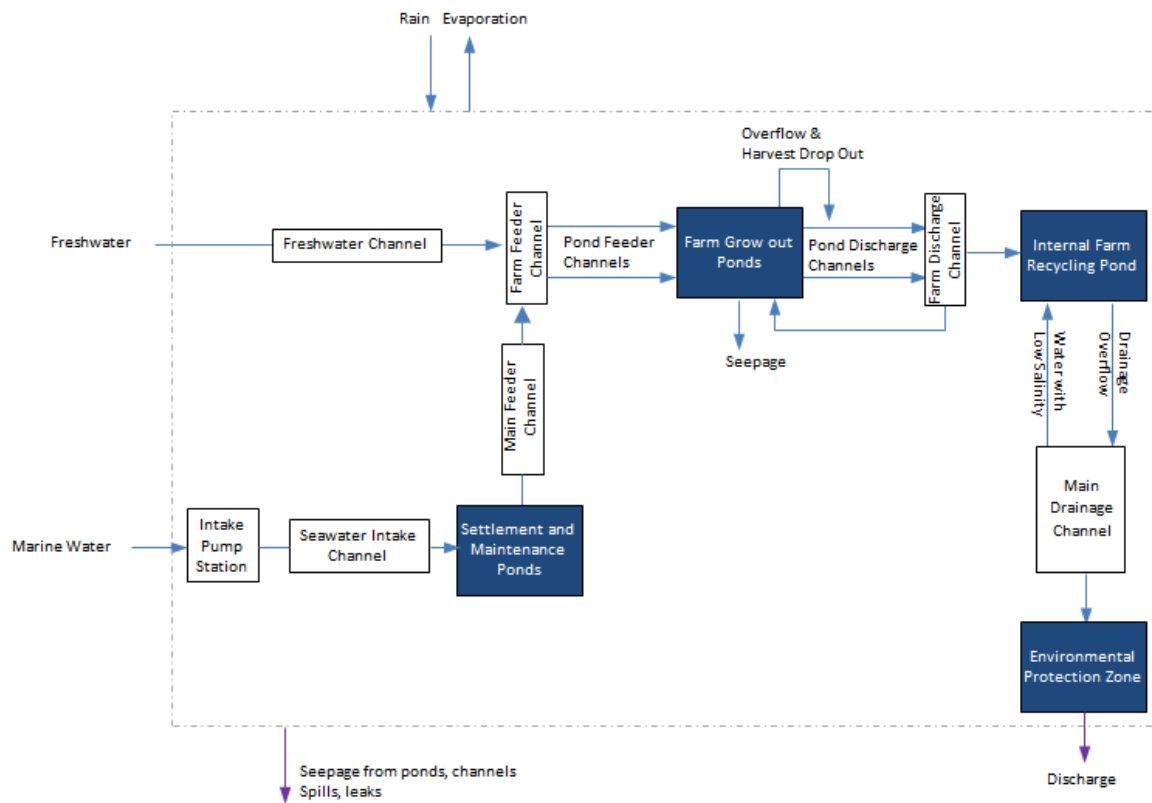 Rain
Evaporation
Overflow &
Harvest Drop Out
Freshwater
Freshwater Channel
Farm Feeder
Channel
Pond Feeder
Channels
Farm Grow out
Ponds
Pond Discharge
Channels
Farm Discharge
Channel
Internal Farm
Recycling Pond
Seepage
Main Feeder
Channel
Water with
Low Salinity
Drainage
Overflow
Marine Water
Intake
Pump
Station
Seawater Intake
Channel
Settlement and
Maintenance
Ponds
Main
Drainage
Channel
Environmental
Protection Zone
Seepage from ponds, channels
Spills, leaks
Discharge